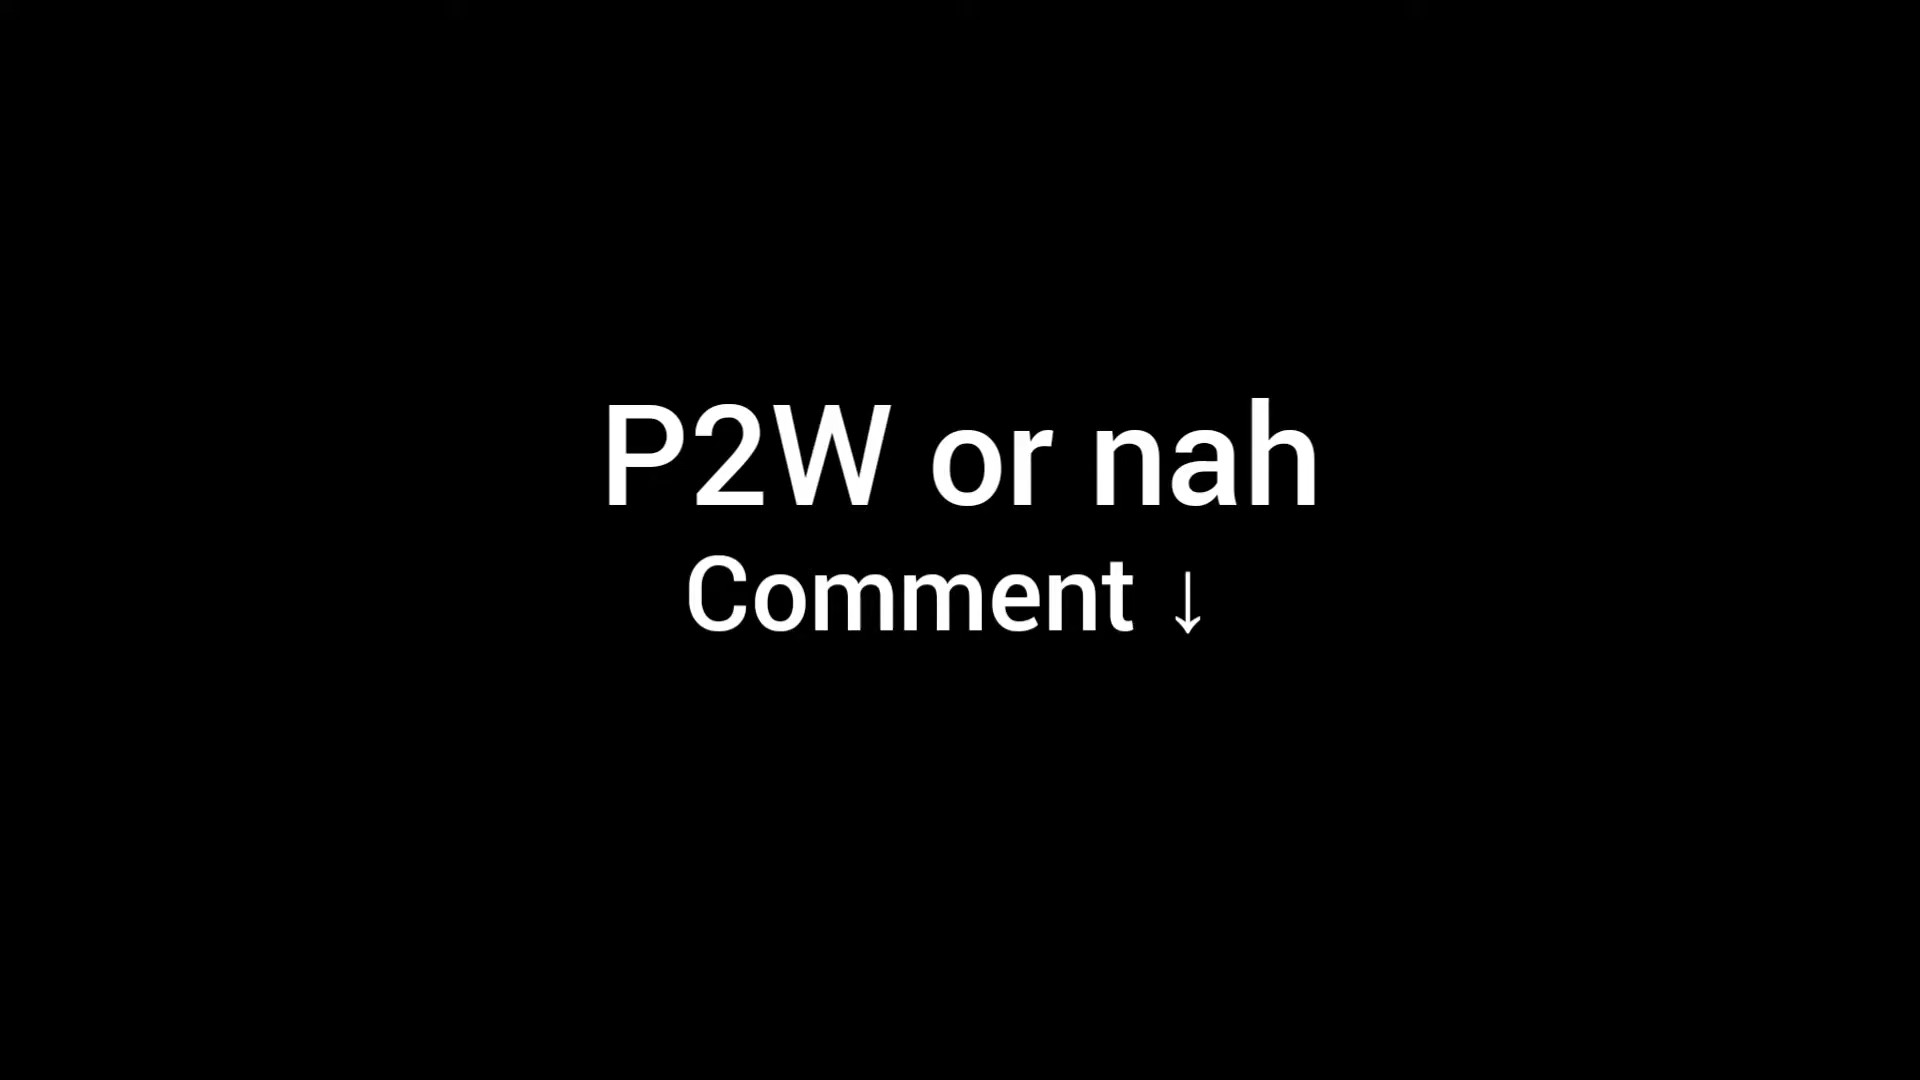 P2W or nah
Comment ↓